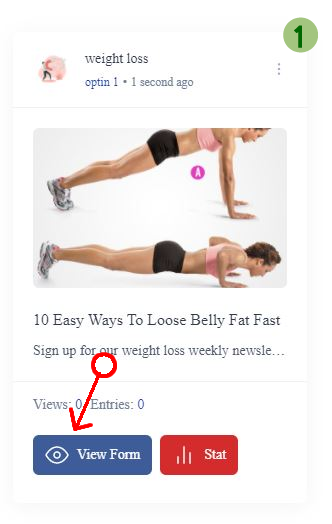 1
weight loss
optin 1 • 1 second ago
A
10 Easy Ways To Loose Belly Fat Fast
Sign up for our weight loss weekly newsle...
Views: 0 Entries: 0
View Form Stat